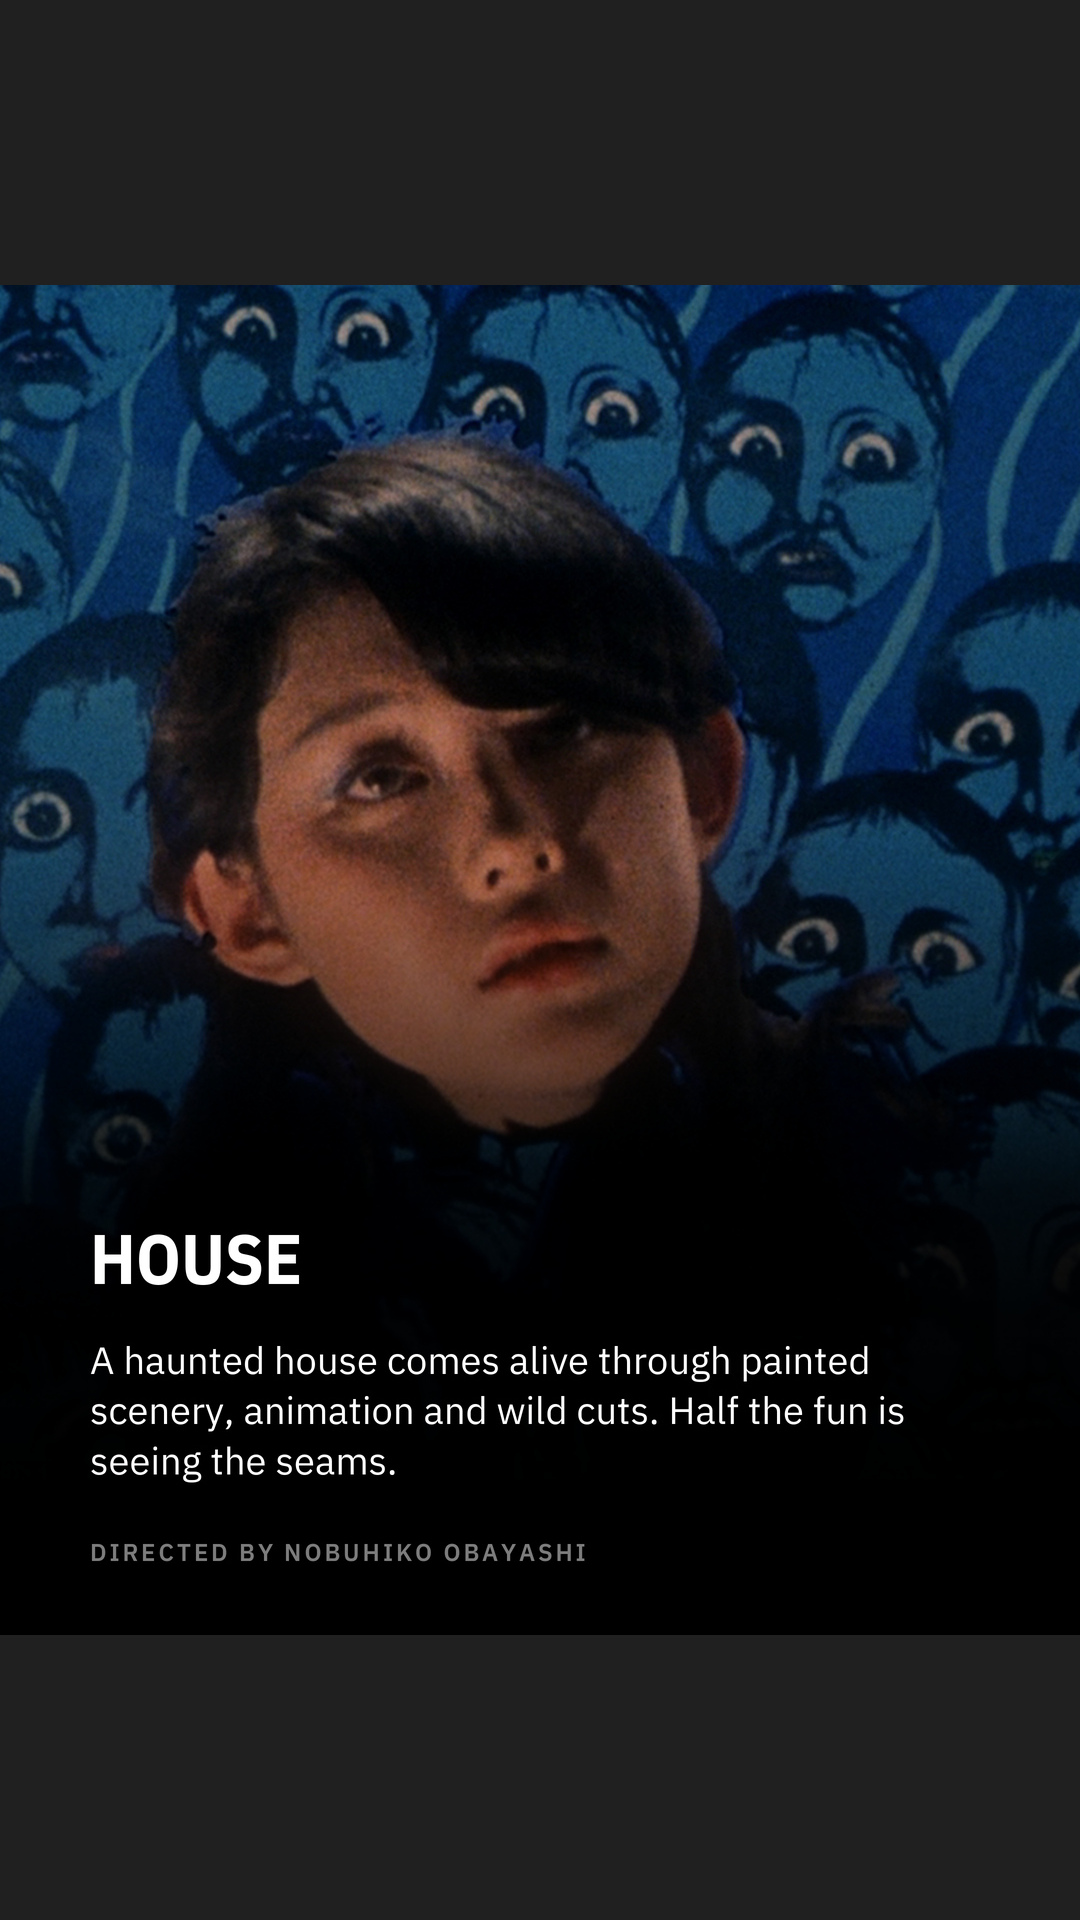 HOUSE
A haunted house comes alive through painted
scenery, animation and wild cuts. Half the fun is
seeing the seams.
DIRECTED BY NOBUHIKO OBAYASHI